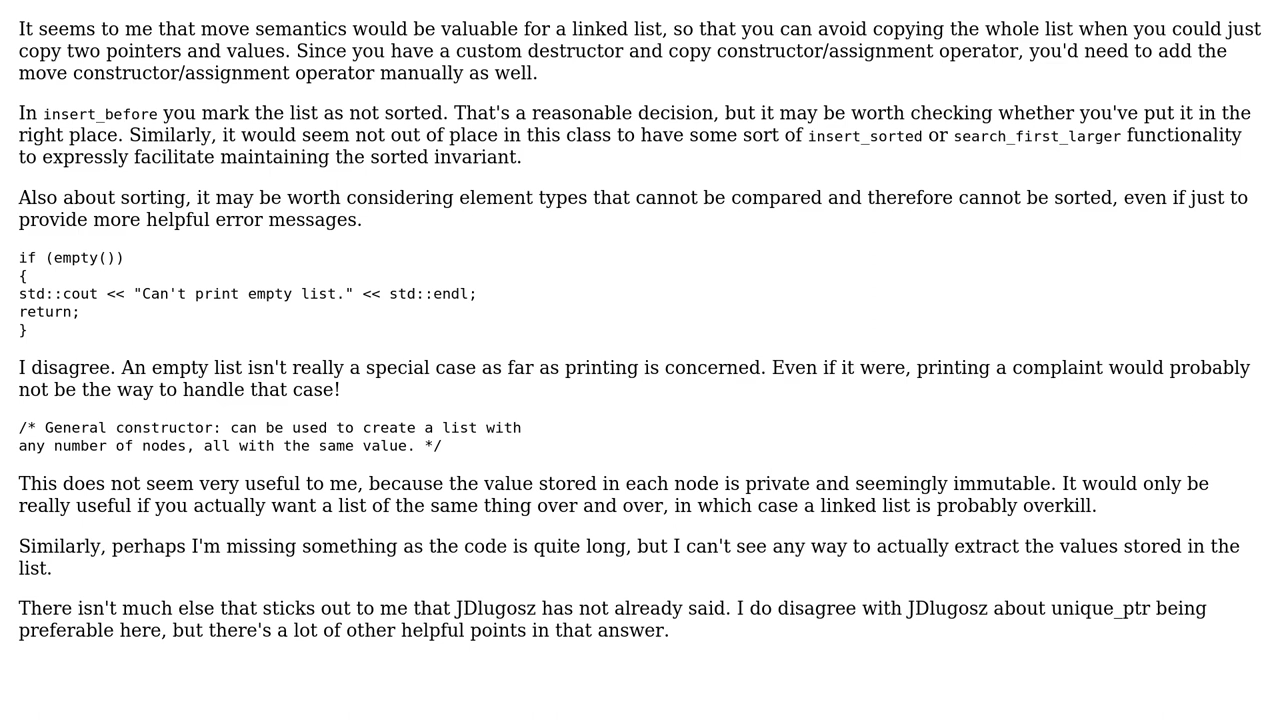 It seems to me that move semantics would be valuable for a linked list, so that you can avoid copying the whole list when you could just
copy two pointers and values. Since you have a custom destructor and copy constructor/assignment operator, you'd need to add the
move constructor/assignment operator manually as well.
In insert_before you mark the list as not sorted. That's a reasonable decision, but it may be worth checking whether you've put it in the
right place. Similarly, it would seem not out of place in this class to have some sort of insert_sorted or search_first_larger functionality
to expressly facilitate maintaining the sorted invariant.
Also about sorting, it may be worth considering element types that cannot be compared and therefore cannot be sorted, even if just to
provide more helpful error messages.
if (empty())
{
std::cout << "Can't print empty list." << std::endl;
return;
}
I disagree. An empty list isn't really a special case as far as printing is concerned. Even if it were, printing a complaint would probably
not be the way to handle that case!
/* General constructor: can be used to create a list with
any number of nodes, all with the same value. */
This does not seem very useful to me, because the value stored in each node is private and seemingly immutable. It would only be
really useful if you actually want a list of the same thing over and over, in which case a linked list is probably overkill.
Similarly, perhaps I'm missing something as the code is quite long, but I can't see any way to actually extract the values stored in the
list.
There isn't much else that sticks out to me that JDlugosz has not already said. I do disagree with JDlugosz about unique_ptr being
preferable here, but there's a lot of other helpful points in that answer.